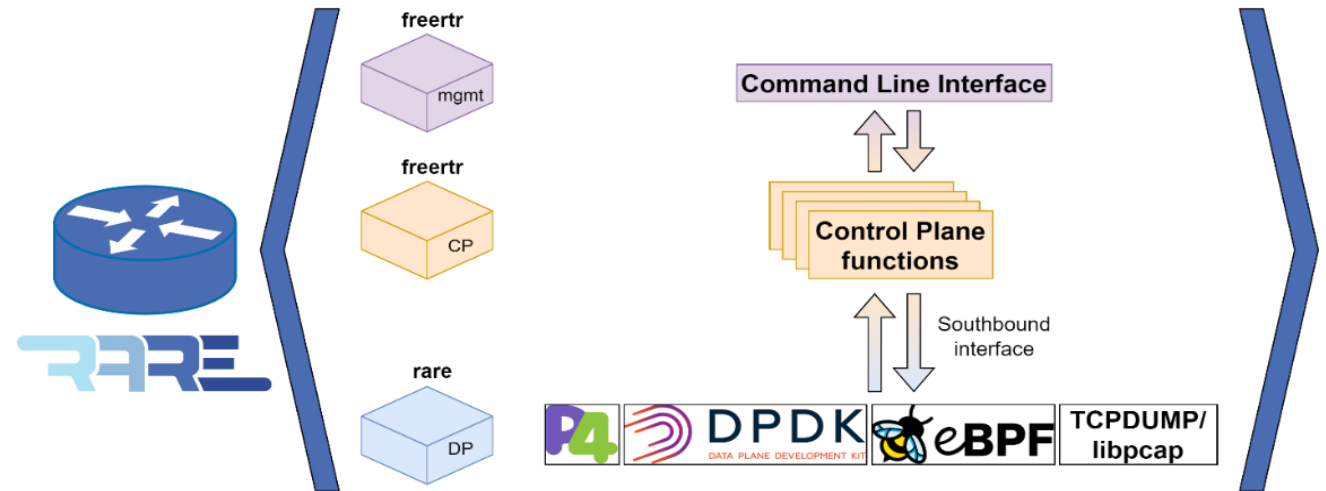 freertr
mgmt
Command Line Interface
freertr
CP
Control Plane
functions
Southbound
interface
RARE
rare
DP
P4
DPDK
DATA PLANE DEVELOPMENT KIT
eBPF
TCPDUMP/
libpcap